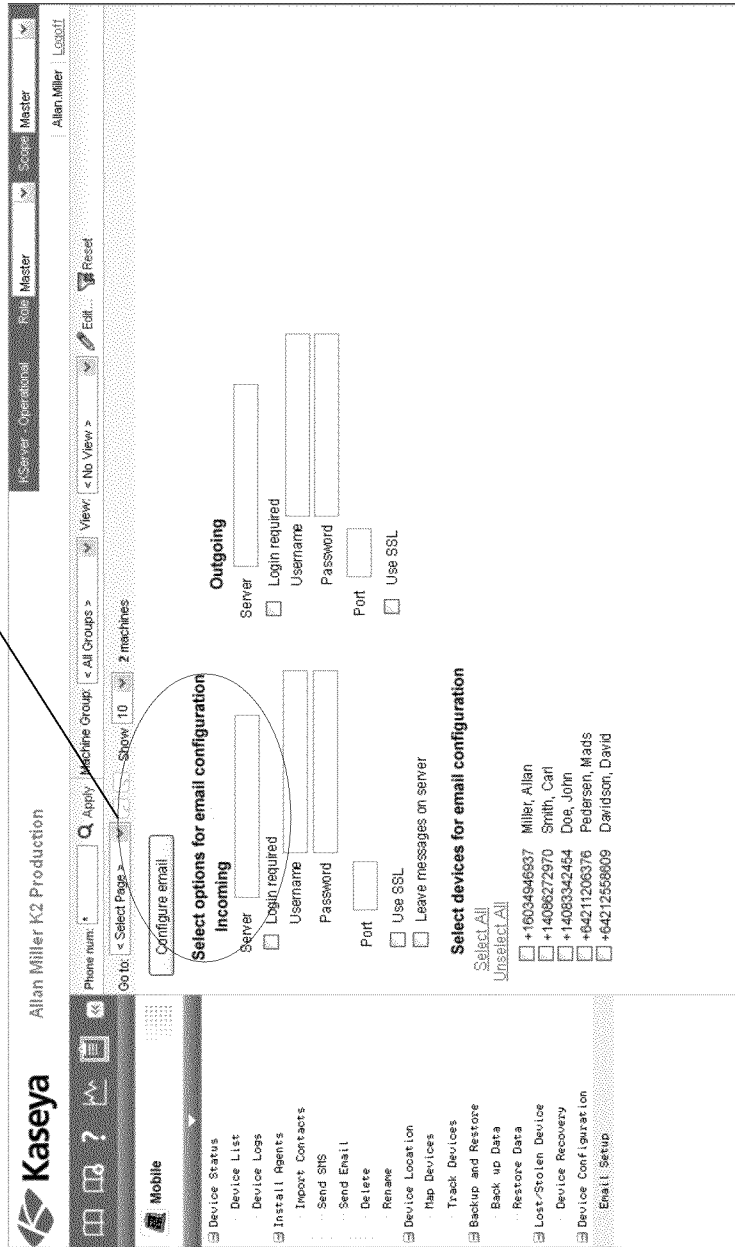 Kaseya
Allan Miller K2 Production
KServer - Operational Role Master Scope Master
Allan.Miller Logoff
Phone num: * Apply Machine Group: < All Groups > View: < No View > Edit... Reset
Go to: < Select Page > Show 10 2 machines
?
Mobile
Device Status
Device List
Device Logs
Install Agents
Import Contacts
Send SMS
Send Email
Delete
Rename
Device Location
Map Devices
Track Devices
Backup and Restore
Back up Data
Restore Data
Lost/Stolen Device
Device Recovery
Device Configuration
Email Setup
Configure email
Select options for email configuration
Incoming
Server
Login required
Username
Password
Port
Use SSL
Leave messages on server
Outgoing
Server
Login required
Username
Password
Port
Use SSL
Select devices for email configuration
Select All
Unselect All
+16034946937 Miller, Allan
+14086272970 Smith, Carl
+14083342454 Doe, John
+64211206376 Pedersen, Mads
+64212558609 Davidson, David